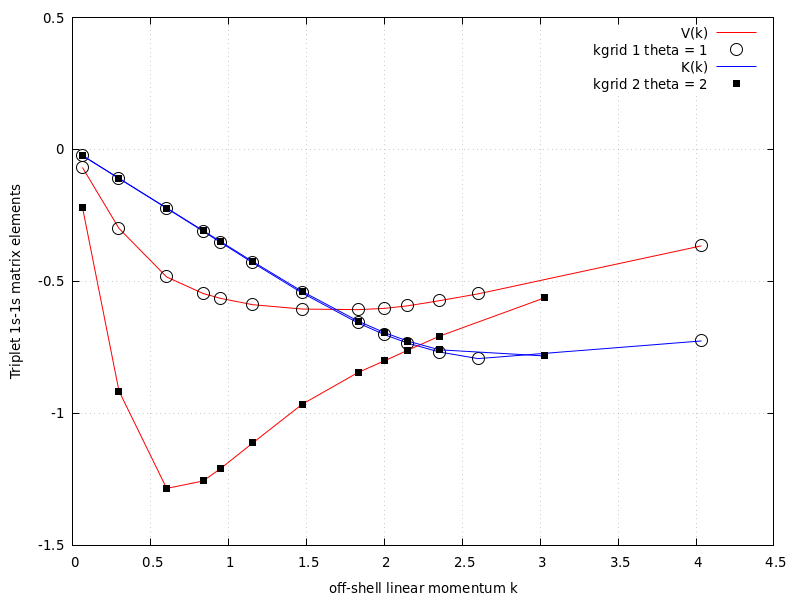 0.5
0
-0.5
-1
-1.5
0
0.5
1
1.5
2
2.5
3
3.5
4
4.5
Triplet 1s-1s matrix elements
off-shell linear momentum k
V(k)
kgrid 1 theta = 1
K(k)
kgrid 2 theta = 2